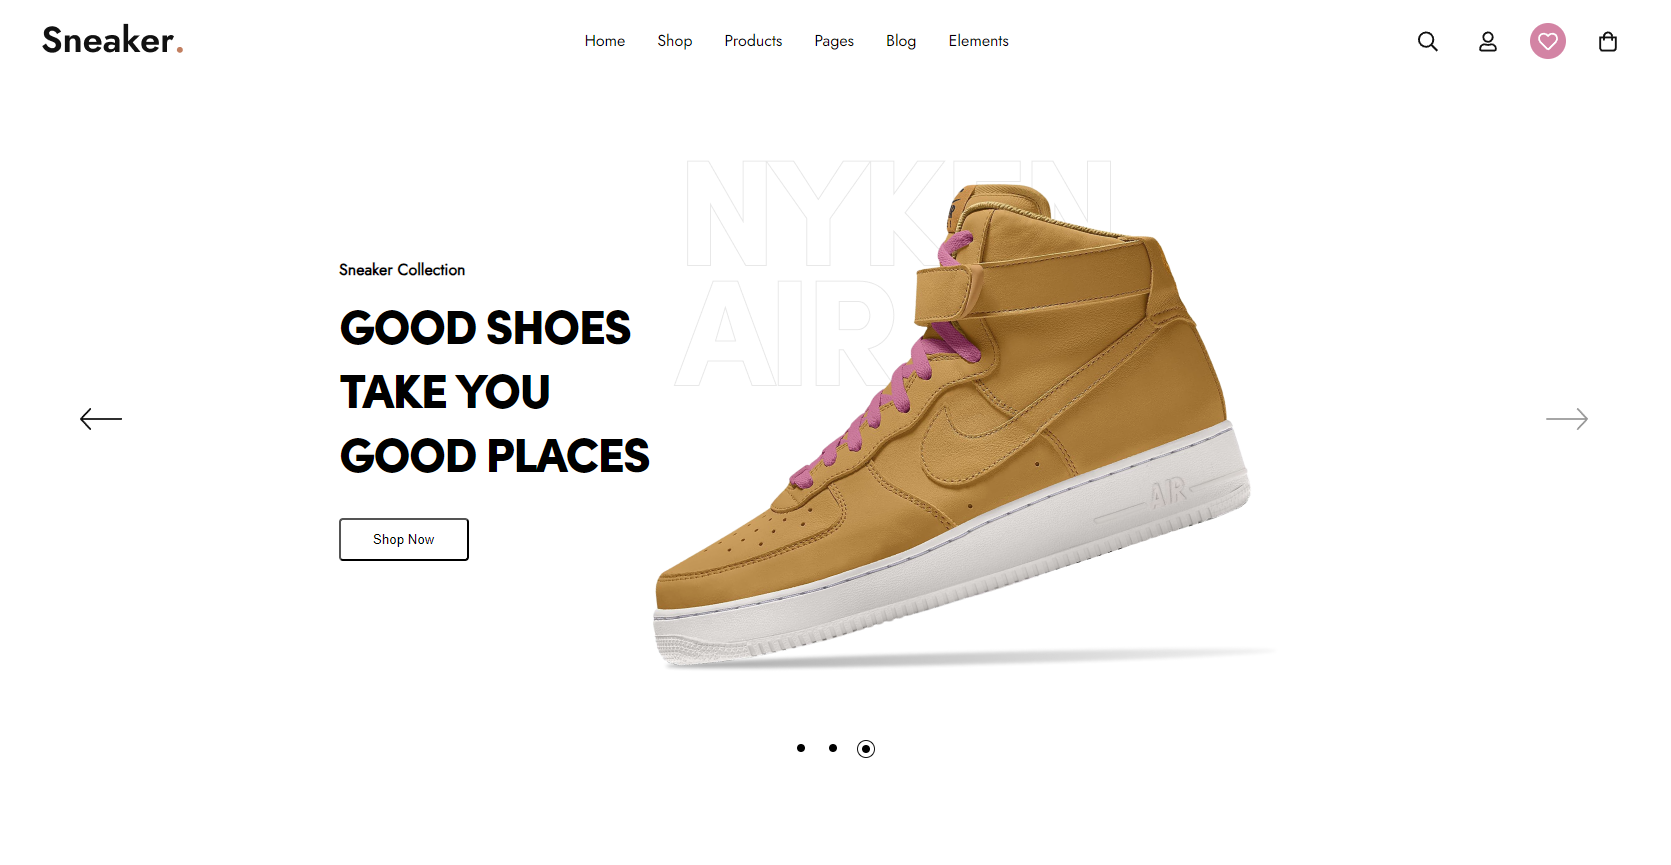 Sneaker.
Home Shop Products Pages Blog Elements
NYKEN
AIR
Sneaker Collection
GOOD SHOES
TAKE YOU
GOOD PLACES
AIR
Shop Now